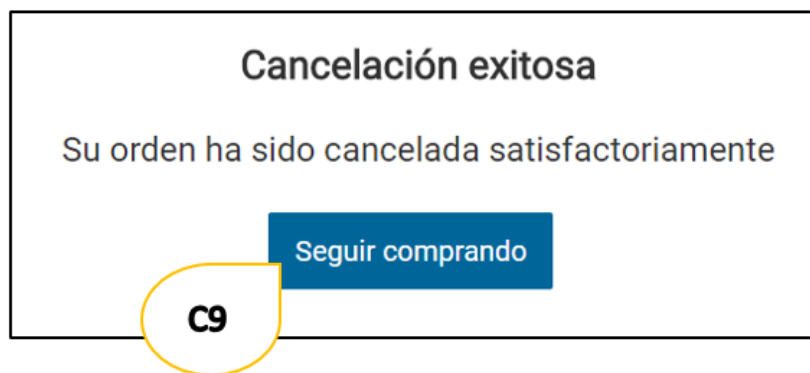 Cancelación exitosa
Su orden ha sido cancelada satisfactoriamente
Seguir comprando
C9